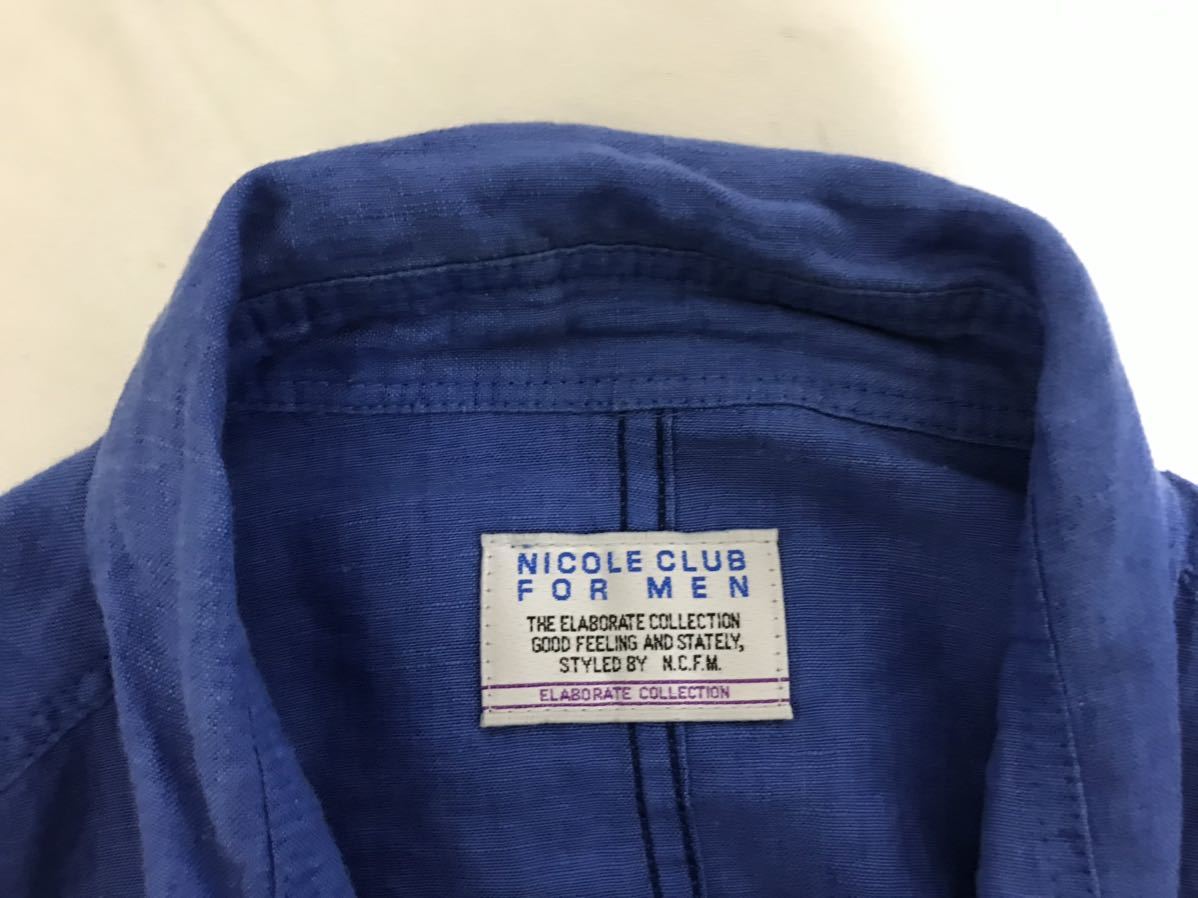 NICOLE CLUB
FOR MEN
THE ELABORATE COLLECTION
GOOD FEELING AND STATELY,
STYLED BY N.C.F.M.
ELABORATE COLLECTION